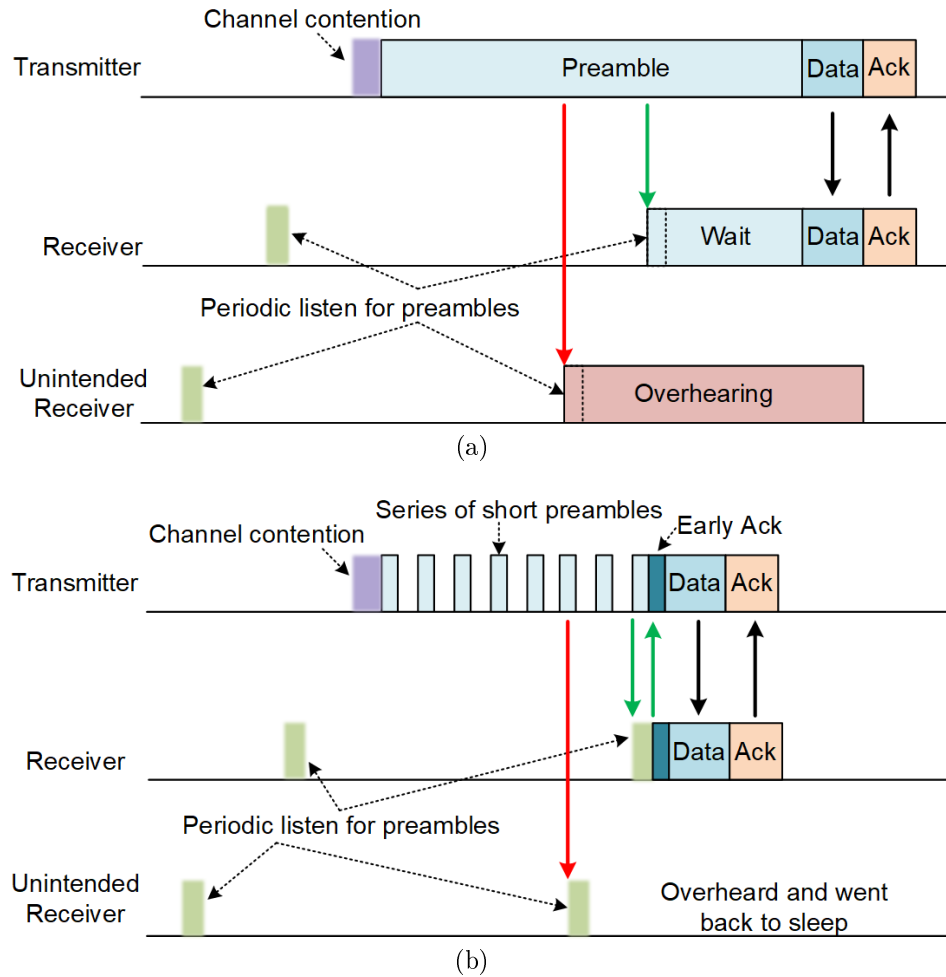 Channel contention
Transmitter
Preamble
Data
Ack
Receiver
Wait
Data
Ack
Periodic listen for preambles
Unintended
Receiver
Overhearing
(a)
Series of short preambles
Early Ack
Channel contention
Transmitter
Data
Ack
Receiver
Data
Ack
Periodic listen for preambles
Unintended
Receiver
Overheard and went
back to sleep
(b)